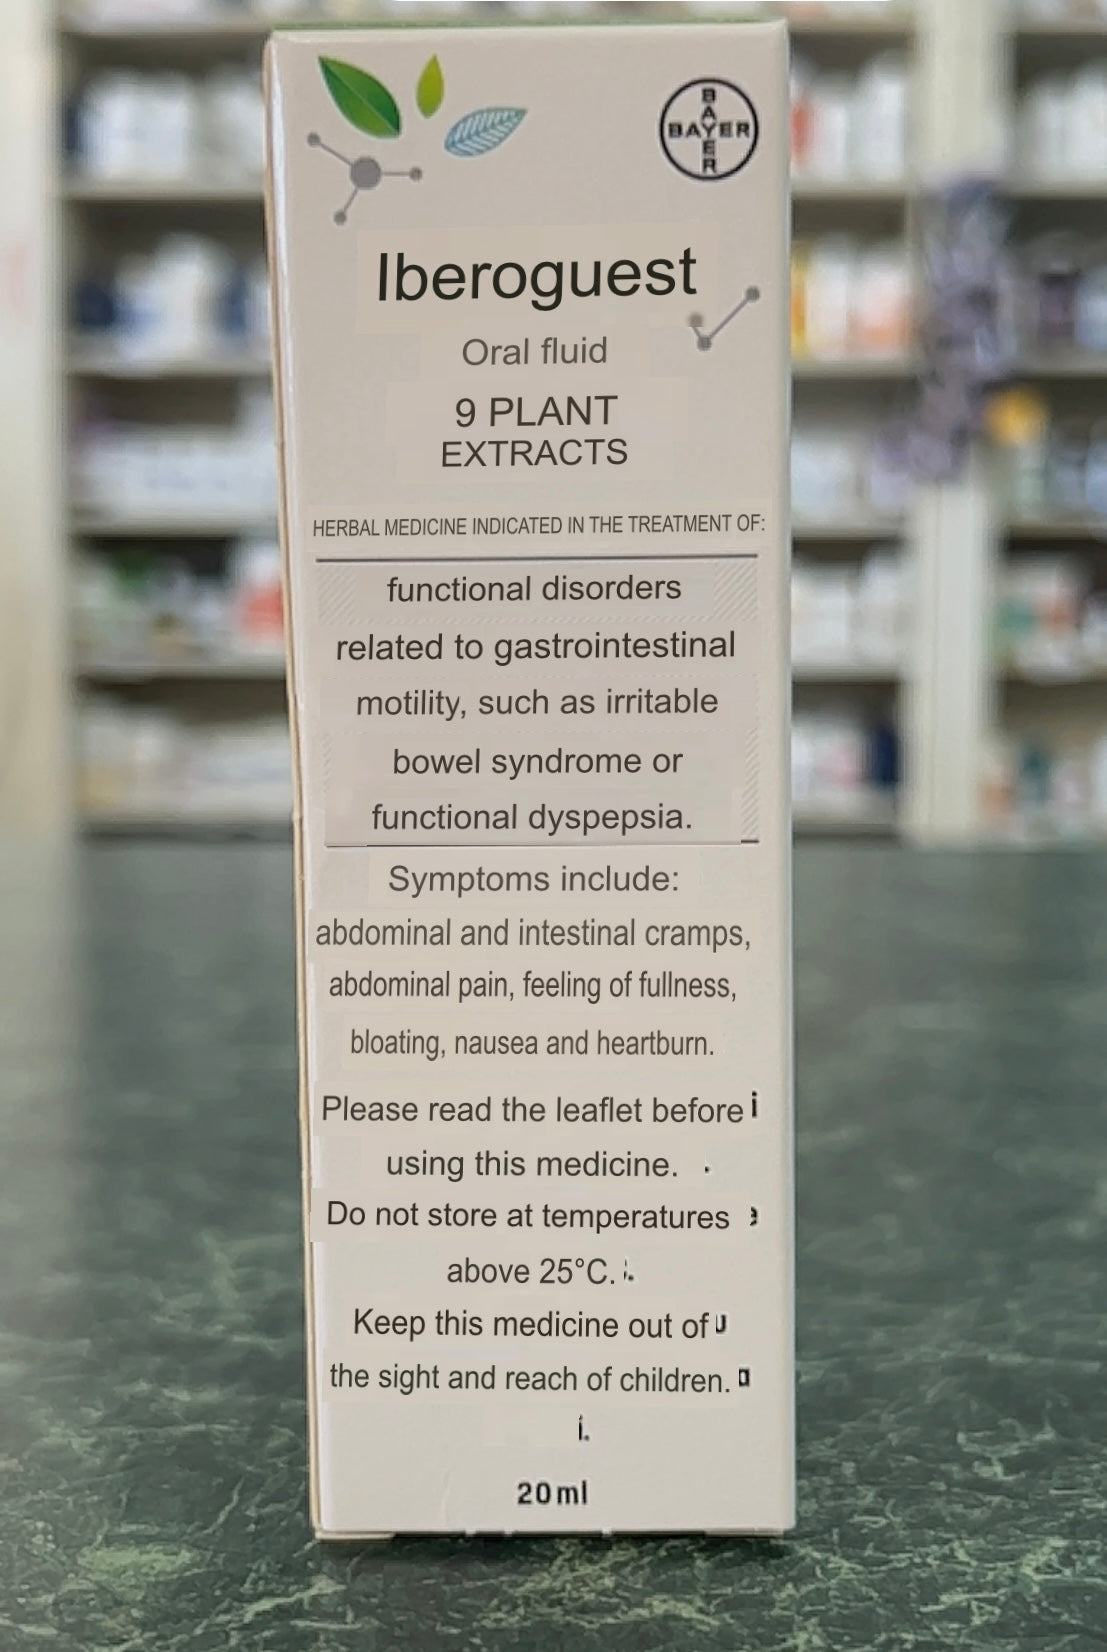 BAYER
BAYER
Iberoguest
Oral fluid
9 PLANT
EXTRACTS
HERBAL MEDICINE INDICATED IN THE TREATMENT OF:
functional disorders
related to gastrointestinal
motility, such as irritable
bowel syndrome or
functional dyspepsia.
Symptoms include:
abdominal and intestinal cramps,
abdominal pain, feeling of fullness,
bloating, nausea and heartburn.
Please read the leaflet before
using this medicine.
Do not store at temperatures
above 25°C.
Keep this medicine out of
the sight and reach of children.
20 ml